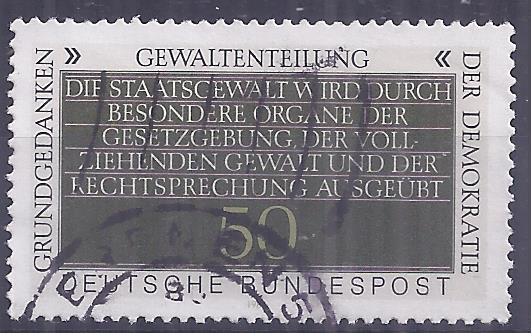 GRUNDGEDANKEN
» GEWALTENTEILUNG «
DER DEMOKRATIE
DIE STAATSGEWALT WIRD DURCH
BESONDERE ORGANE DER
GESETZGEBUNG, DER VOLL-
ZIEHENDEN GEWALT UND DER
RECHTSPRECHUNG AUSGEÜBT
50
DEUTSCHE BUNDESPOST